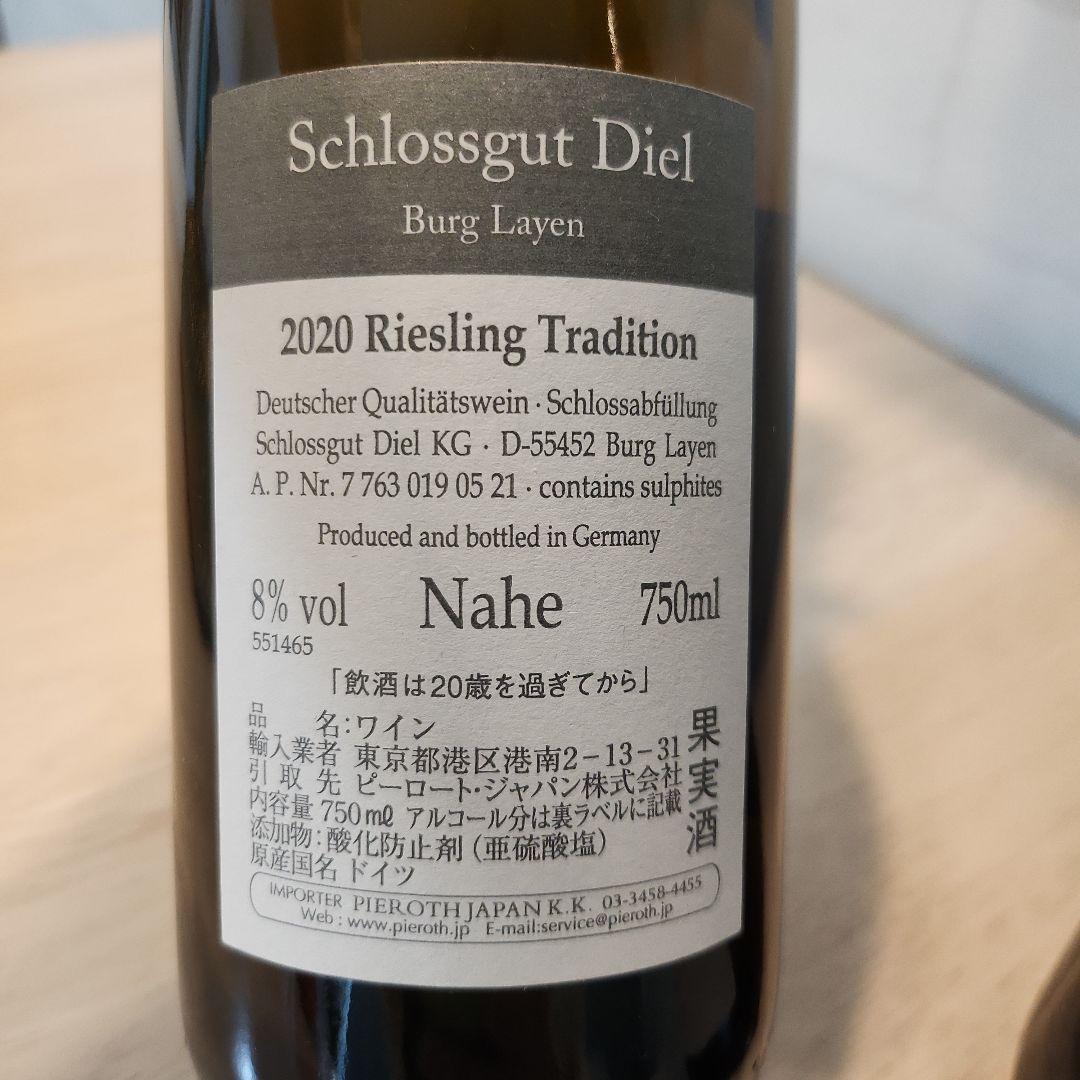 Schlossgut Diel
Burg Layen
2020 Riesling Tradition
Deutscher Qualitätswein · Schlossabfüllung
Schlossgut Diel KG · D-55452 Burg Layen
A. P. Nr. 7 763 019 05 21 · contains sulphites
Produced and bottled in Germany
8% vol Nahe 750ml
551465
「飲酒は20歳を過ぎてから」
品 名:ワイン
輸入業者 東京都港区港南2-13-31
引取先 ピーロート・ジャパン株式会社
内容量 750mℓ アルコール分は裏ラベルに記載
添加物:酸化防止剤(亜硫酸塩)
原産国名 ドイツ
果実酒
IMPORTER PIEROTH JAPAN K.K. 03-3458-4455
Web : www.pieroth.jp E-mail:service@pieroth.jp